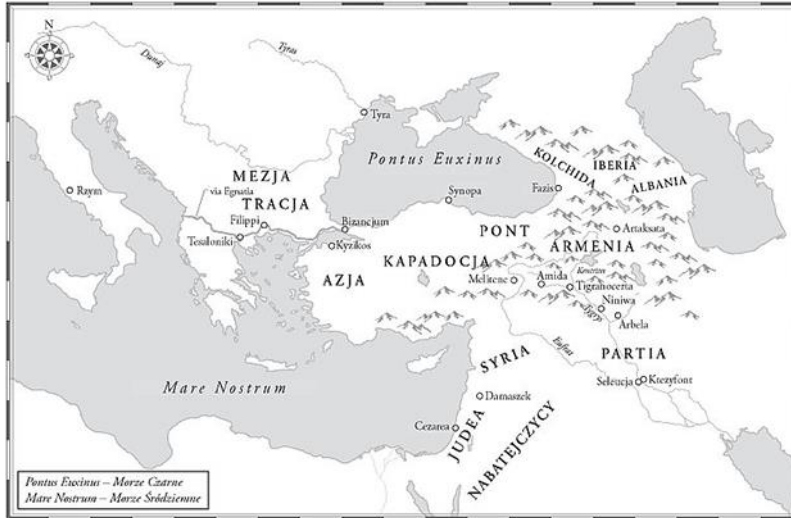 N
Dunaj
Tyras
Tyra
Pontus Euxinus
KOLCHIDA
IBERIA
ALBANIA
Fazis
Rzym
MEZJA
via Egnatia
TRACJA
Filippi
Tesaloniki
Bizancjum
Kyzikos
Synopa
PONT
Artaksata
ARMENIA
KAPADOCJA
AZJA
Melitene
Amida
Tigranocerta
Niniwa
Tygrys
Arbela
Eufrat
PARTIA
SYRIA
Seleucja
Ktezyfont
Mare Nostrum
Damaszek
Cezarea
JUDEA
NABATEJCZYCY
Pontus Euxinus – Morze Czarne
Mare Nostrum – Morze Śródziemne